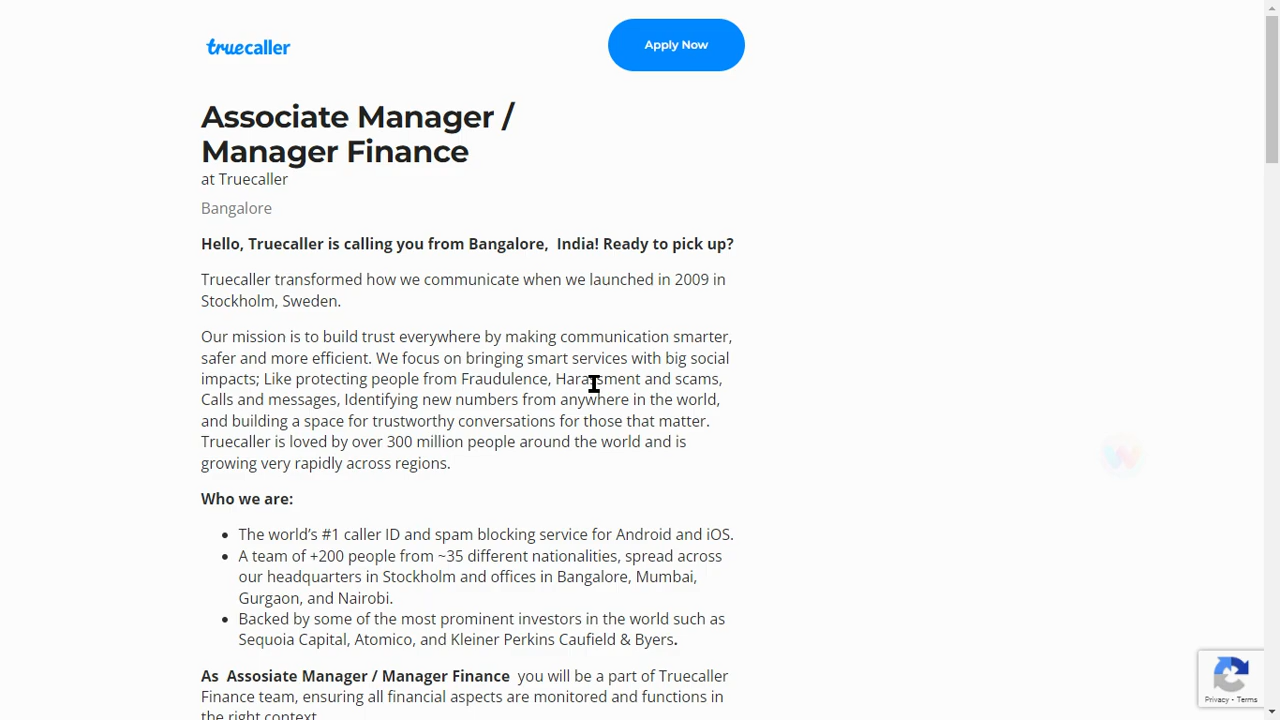 truecaller
Apply Now
Associate Manager /
Manager Finance
at Truecaller
Bangalore
Hello, Truecaller is calling you from Bangalore,  India! Ready to pick up?
Truecaller transformed how we communicate when we launched in 2009 in
Stockholm, Sweden.
Our mission is to build trust everywhere by making communication smarter,
safer and more efficient. We focus on bringing smart services with big social
impacts; Like protecting people from Fraudulence, Harassment and scams,
Calls and messages, Identifying new numbers from anywhere in the world,
and building a space for trustworthy conversations for those that matter.
Truecaller is loved by over 300 million people around the world and is
growing very rapidly across regions.
Who we are:
• The world’s #1 caller ID and spam blocking service for Android and iOS.
• A team of +200 people from ~35 different nationalities, spread across
our headquarters in Stockholm and offices in Bangalore, Mumbai,
Gurgaon, and Nairobi.
• Backed by some of the most prominent investors in the world such as
Sequoia Capital, Atomico, and Kleiner Perkins Caufield & Byers.
As  Assosiate Manager / Manager Finance  you will be a part of Truecaller
Finance team, ensuring all financial aspects are monitored and functions in
the right context.
Privacy - Terms